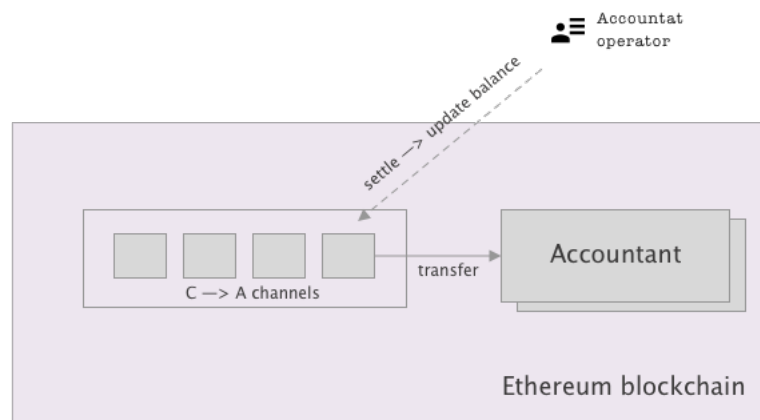 Accountat
operator
settle —> update balance
Accountant
transfer
C —> A channels
Ethereum blockchain